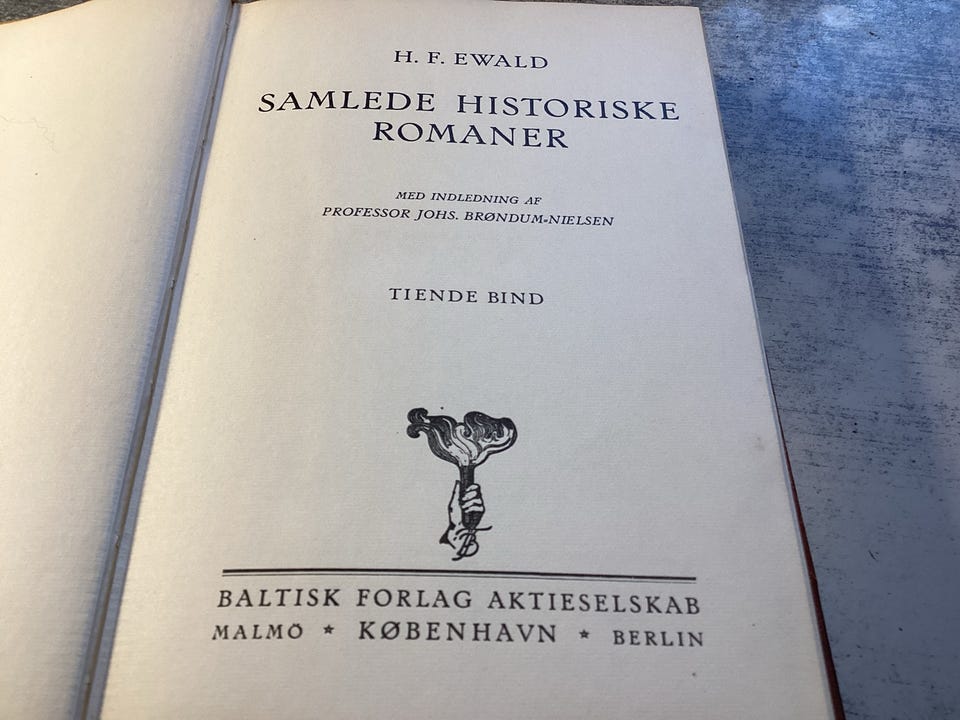 H. F. EWALD
SAMLEDE HISTORISKE
ROMANER
MED INDLEDNING AF
PROFESSOR JOHS. BRØNDUM-NIELSEN
TIENDE BIND
B
BALTISK FORLAG AKTIESELSKAB
MALMÖ * KØBENHAVN * BERLIN